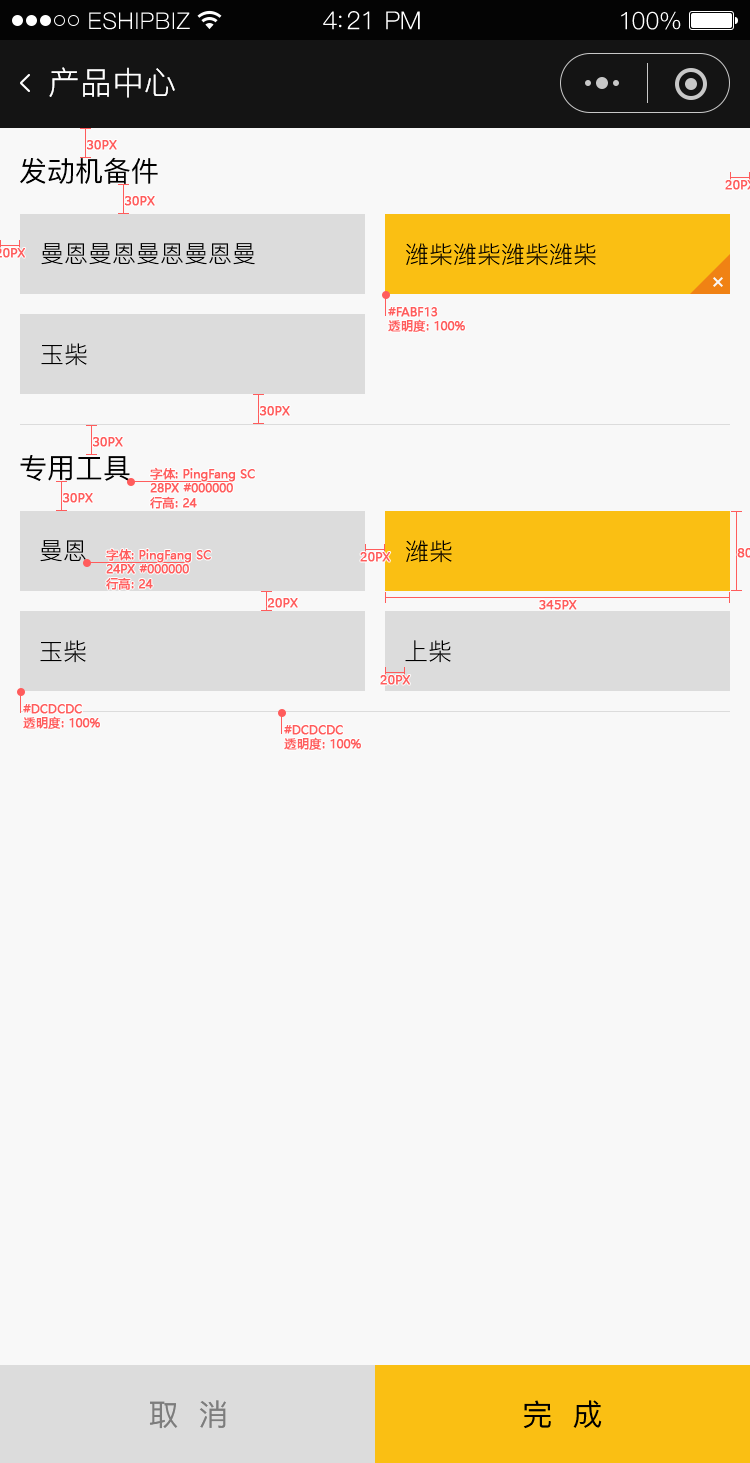 ESHIPBIZ 4:21 PM 100%
产品中心
30PX
发动机备件
20PX
30PX
20PX
曼恩曼恩曼恩曼恩曼
潍柴潍柴潍柴潍柴
#FABF13
透明度: 100%
玉柴
30PX
30PX
专用工具
字体: PingFang SC
28PX #000000
行高: 24
30PX
曼恩
字体: PingFang SC
24PX #000000
行高: 24
20PX
潍柴
80
20PX
345PX
玉柴
上柴
20PX
#DCDCDC
透明度: 100%
#DCDCDC
透明度: 100%
取 消
完 成